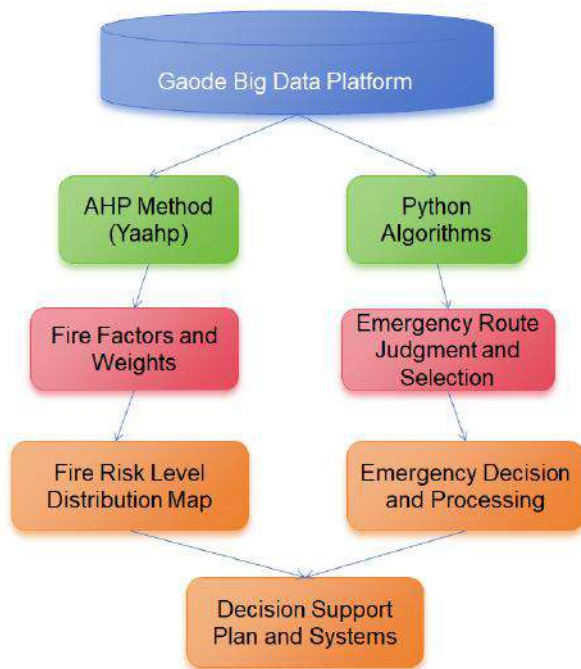 Gaode Big Data Platform
AHP Method
(Yaahp)
Python
Algorithms
Fire Factors and
Weights
Emergency Route
Judgment and
Selection
Fire Risk Level
Distribution Map
Emergency Decision
and Processing
Decision Support
Plan and Systems